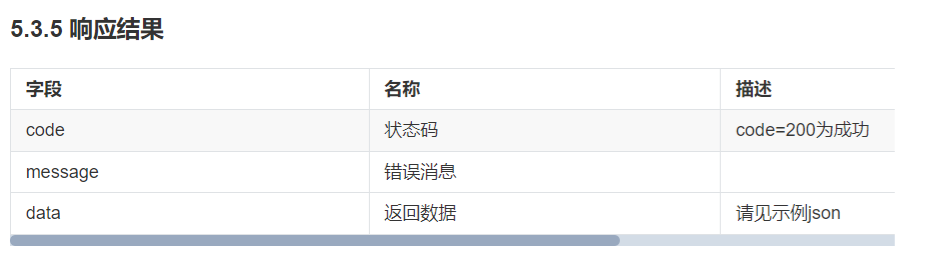 5.3.5 响应结果
字段 名称 描述
code 状态码 code=200为成功
message 错误消息
data 返回数据 请见示例json